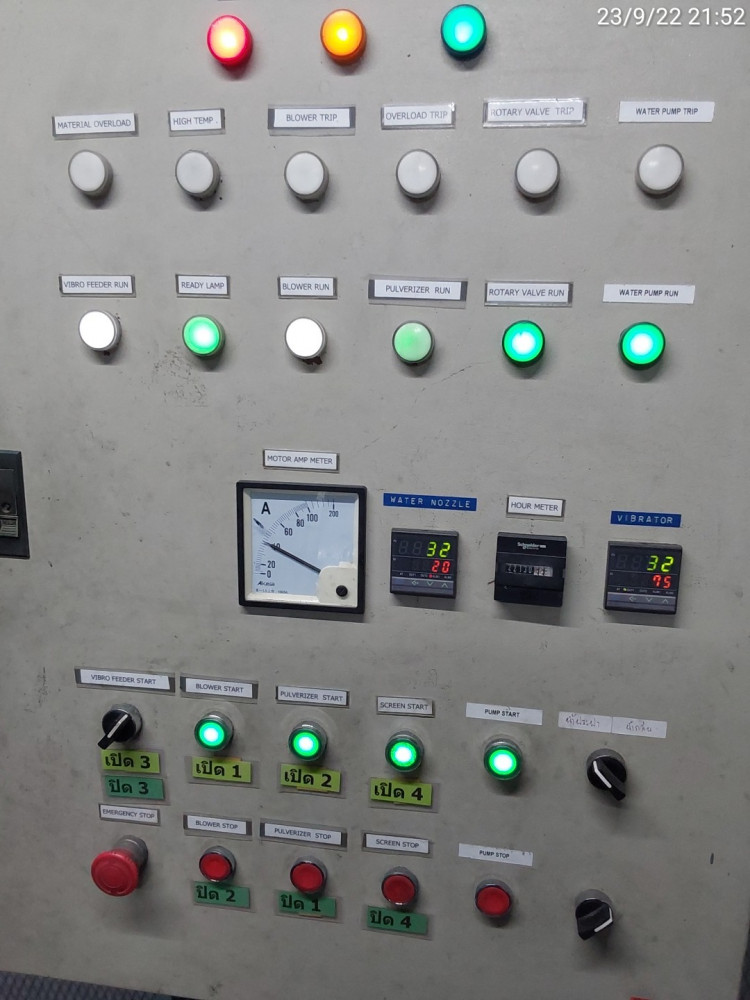 23/9/22 21:52
MATERIAL OVERLOAD
HIGH TEMP.
BLOWER TRIP
OVERLOAD TRIP
ROTARY VALVE TRIP
WATER PUMP TRIP
VIBRO FEEDER RUN
READY LAMP
BLOWER RUN
PULVERIZER RUN
ROTARY VALVE RUN
WATER PUMP RUN
MOTOR AMP METER
WATER NOZZLE
HOUR METER
VIBRATOR
A
0
20
60
80
100
200
32
20
Schneider
32
75
VIBRO FEEDER START
BLOWER START
PULVERIZER START
SCREEN START
PUMP START
เปิด 3
เปิด 1
เปิด 2
เปิด 4
ปิด 3
EMERGENCY STOP
BLOWER STOP
PULVERIZER STOP
SCREEN STOP
PUMP STOP
ปิด 2
ปิด 1
ปิด 4